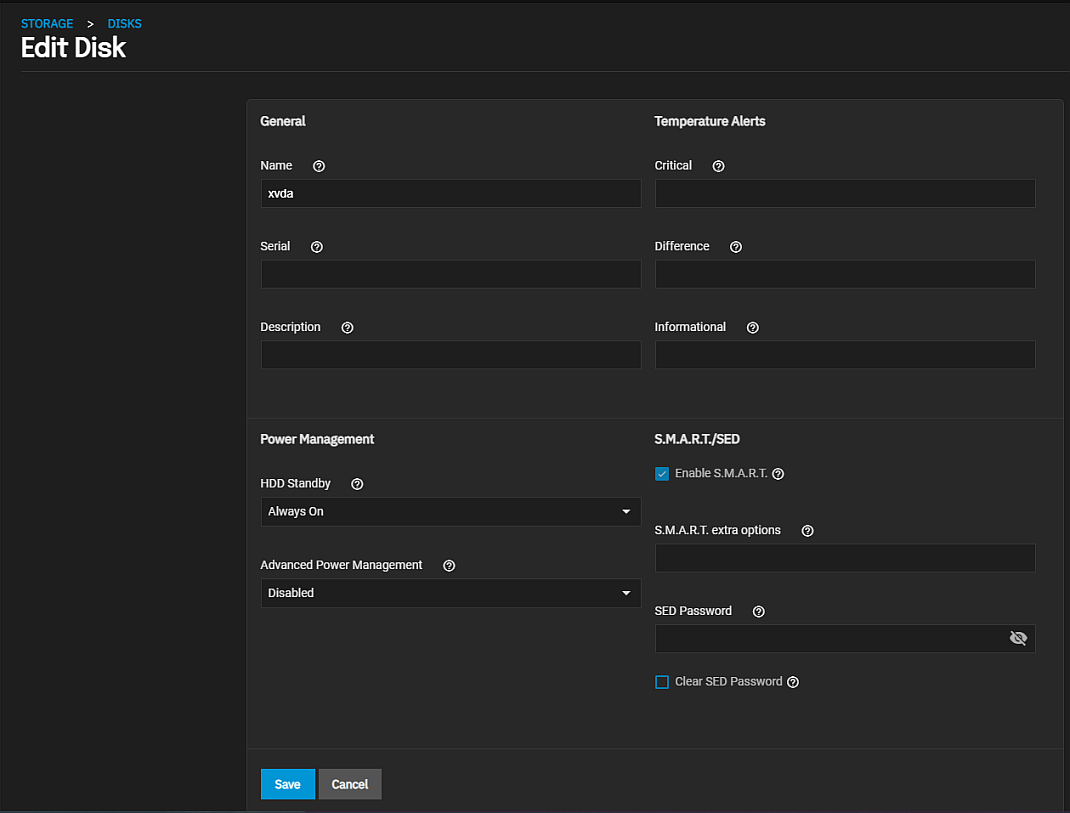 STORAGE > DISKS
Edit Disk
General
Name
xvda
Serial
Description
Temperature Alerts
Critical
Difference
Informational
Power Management
HDD Standby
Always On
Advanced Power Management
Disabled
S.M.A.R.T./SED
Enable S.M.A.R.T.
S.M.A.R.T. extra options
SED Password
Clear SED Password
Save
Cancel